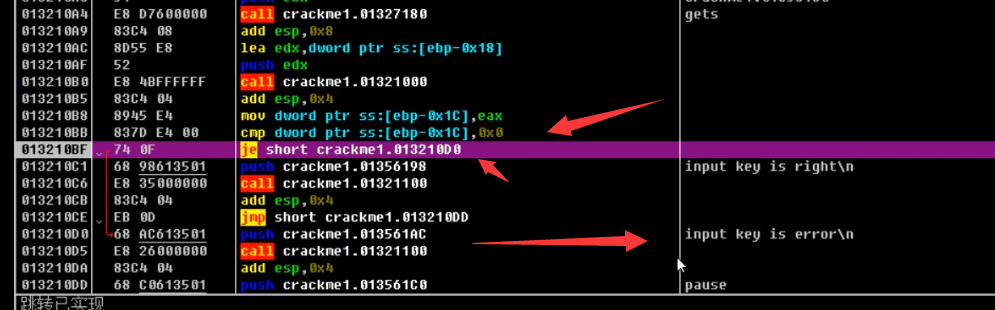 013210A4 E8 D7600000 call crackme1.01327180 gets
013210A9 83C4 08 add esp,0x8
013210AC 8D55 E8 lea edx,dword ptr ss:[ebp-0x18]
013210AF 52 push edx
013210B0 E8 4BFFFFFF call crackme1.01321000
013210B5 83C4 04 add esp,0x4
013210B8 8945 E4 mov dword ptr ss:[ebp-0x1C],eax
013210BB 837D E4 00 cmp dword ptr ss:[ebp-0x1C],0x0
013210BF 74 0F je short crackme1.013210D0
013210C1 68 98613501 push crackme1.01356198 input key is right\n
013210C6 E8 35000000 call crackme1.01321100
013210CB 83C4 04 add esp,0x4
013210CE EB 0D jmp short crackme1.013210DD
013210D0 68 AC613501 push crackme1.013561AC input key is error\n
013210D5 E8 26000000 call crackme1.01321100
013210DA 83C4 04 add esp,0x4
013210DD 68 C0613501 push crackme1.013561C0 pause
跳转已实现